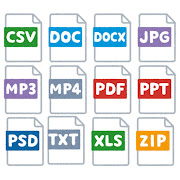 CSV DOC DOCX JPG
MP3 MP4 PDF PPT
PSD TXT XLS ZIP